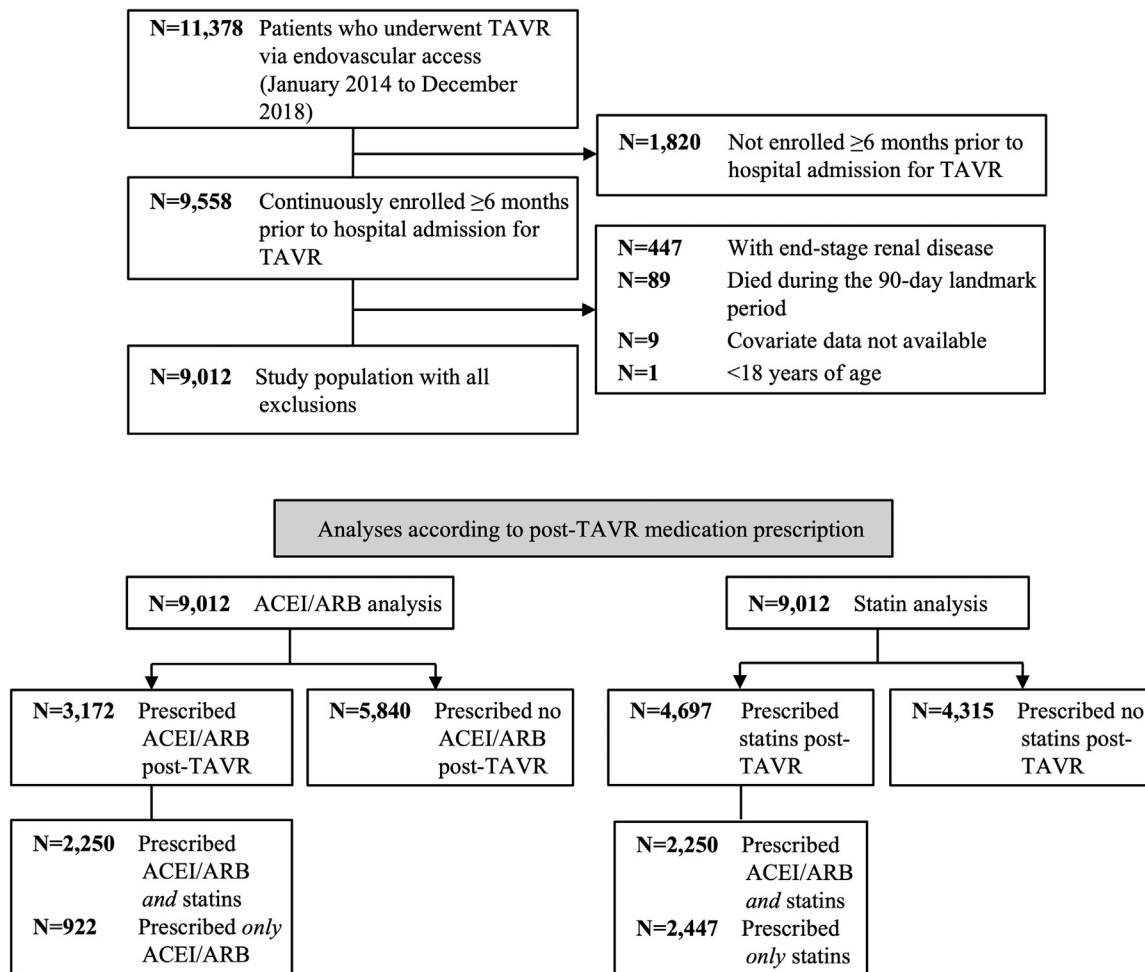 N=11,378 Patients who underwent TAVR
via endovascular access
(January 2014 to December
2018)
N=1,820 Not enrolled ≥6 months prior to
hospital admission for TAVR
N=9,558 Continuously enrolled ≥6 months
prior to hospital admission for
TAVR
N=447 With end-stage renal disease
N=89 Died during the 90-day landmark
period
N=9 Covariate data not available
N=1 <18 years of age
N=9,012 Study population with all
exclusions
Analyses according to post-TAVR medication prescription
N=9,012 ACEI/ARB analysis
N=3,172 Prescribed
ACEI/ARB
post-TAVR
N=5,840 Prescribed no
ACEI/ARB
post-TAVR
N=2,250 Prescribed
ACEI/ARB
and statins
N=922 Prescribed only
ACEI/ARB
N=9,012 Statin analysis
N=4,697 Prescribed
statins post-
TAVR
N=4,315 Prescribed no
statins post-
TAVR
N=2,250 Prescribed
ACEI/ARB
and statins
N=2,447 Prescribed
only statins